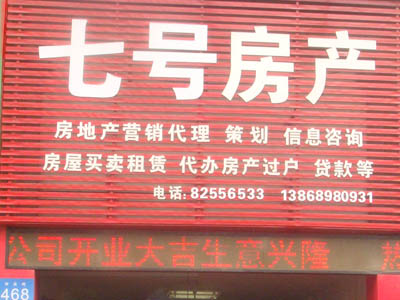 七号房产
房地产营销代理 策划 信息咨询
房屋买卖租赁 代办房产过户 贷款等
电话:82556533 13868980931
公司开业大吉生意兴隆
468